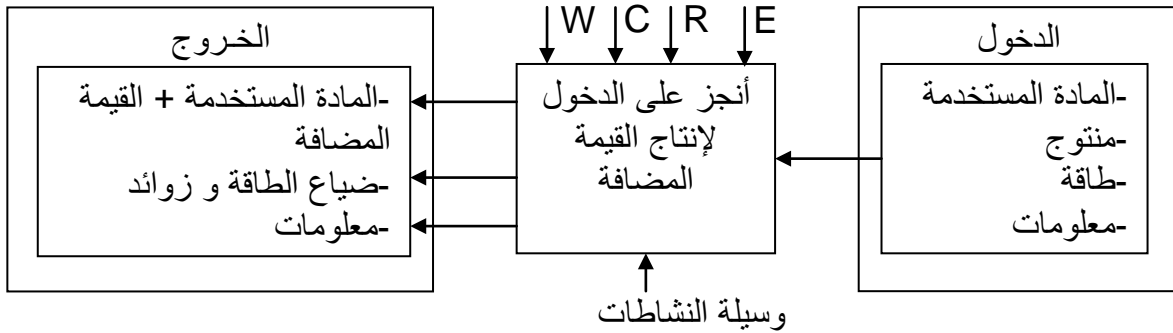 الدخول
-المادة المستخدمة
-منتوج
-طاقة
-معلومات
W C R E
أنجز على الدخول
لإنتاج القيمة
المضافة
وسيلة النشاطات
الخروج
-المادة المستخدمة + القيمة
المضافة
-ضياع الطاقة و زوائد
-معلومات